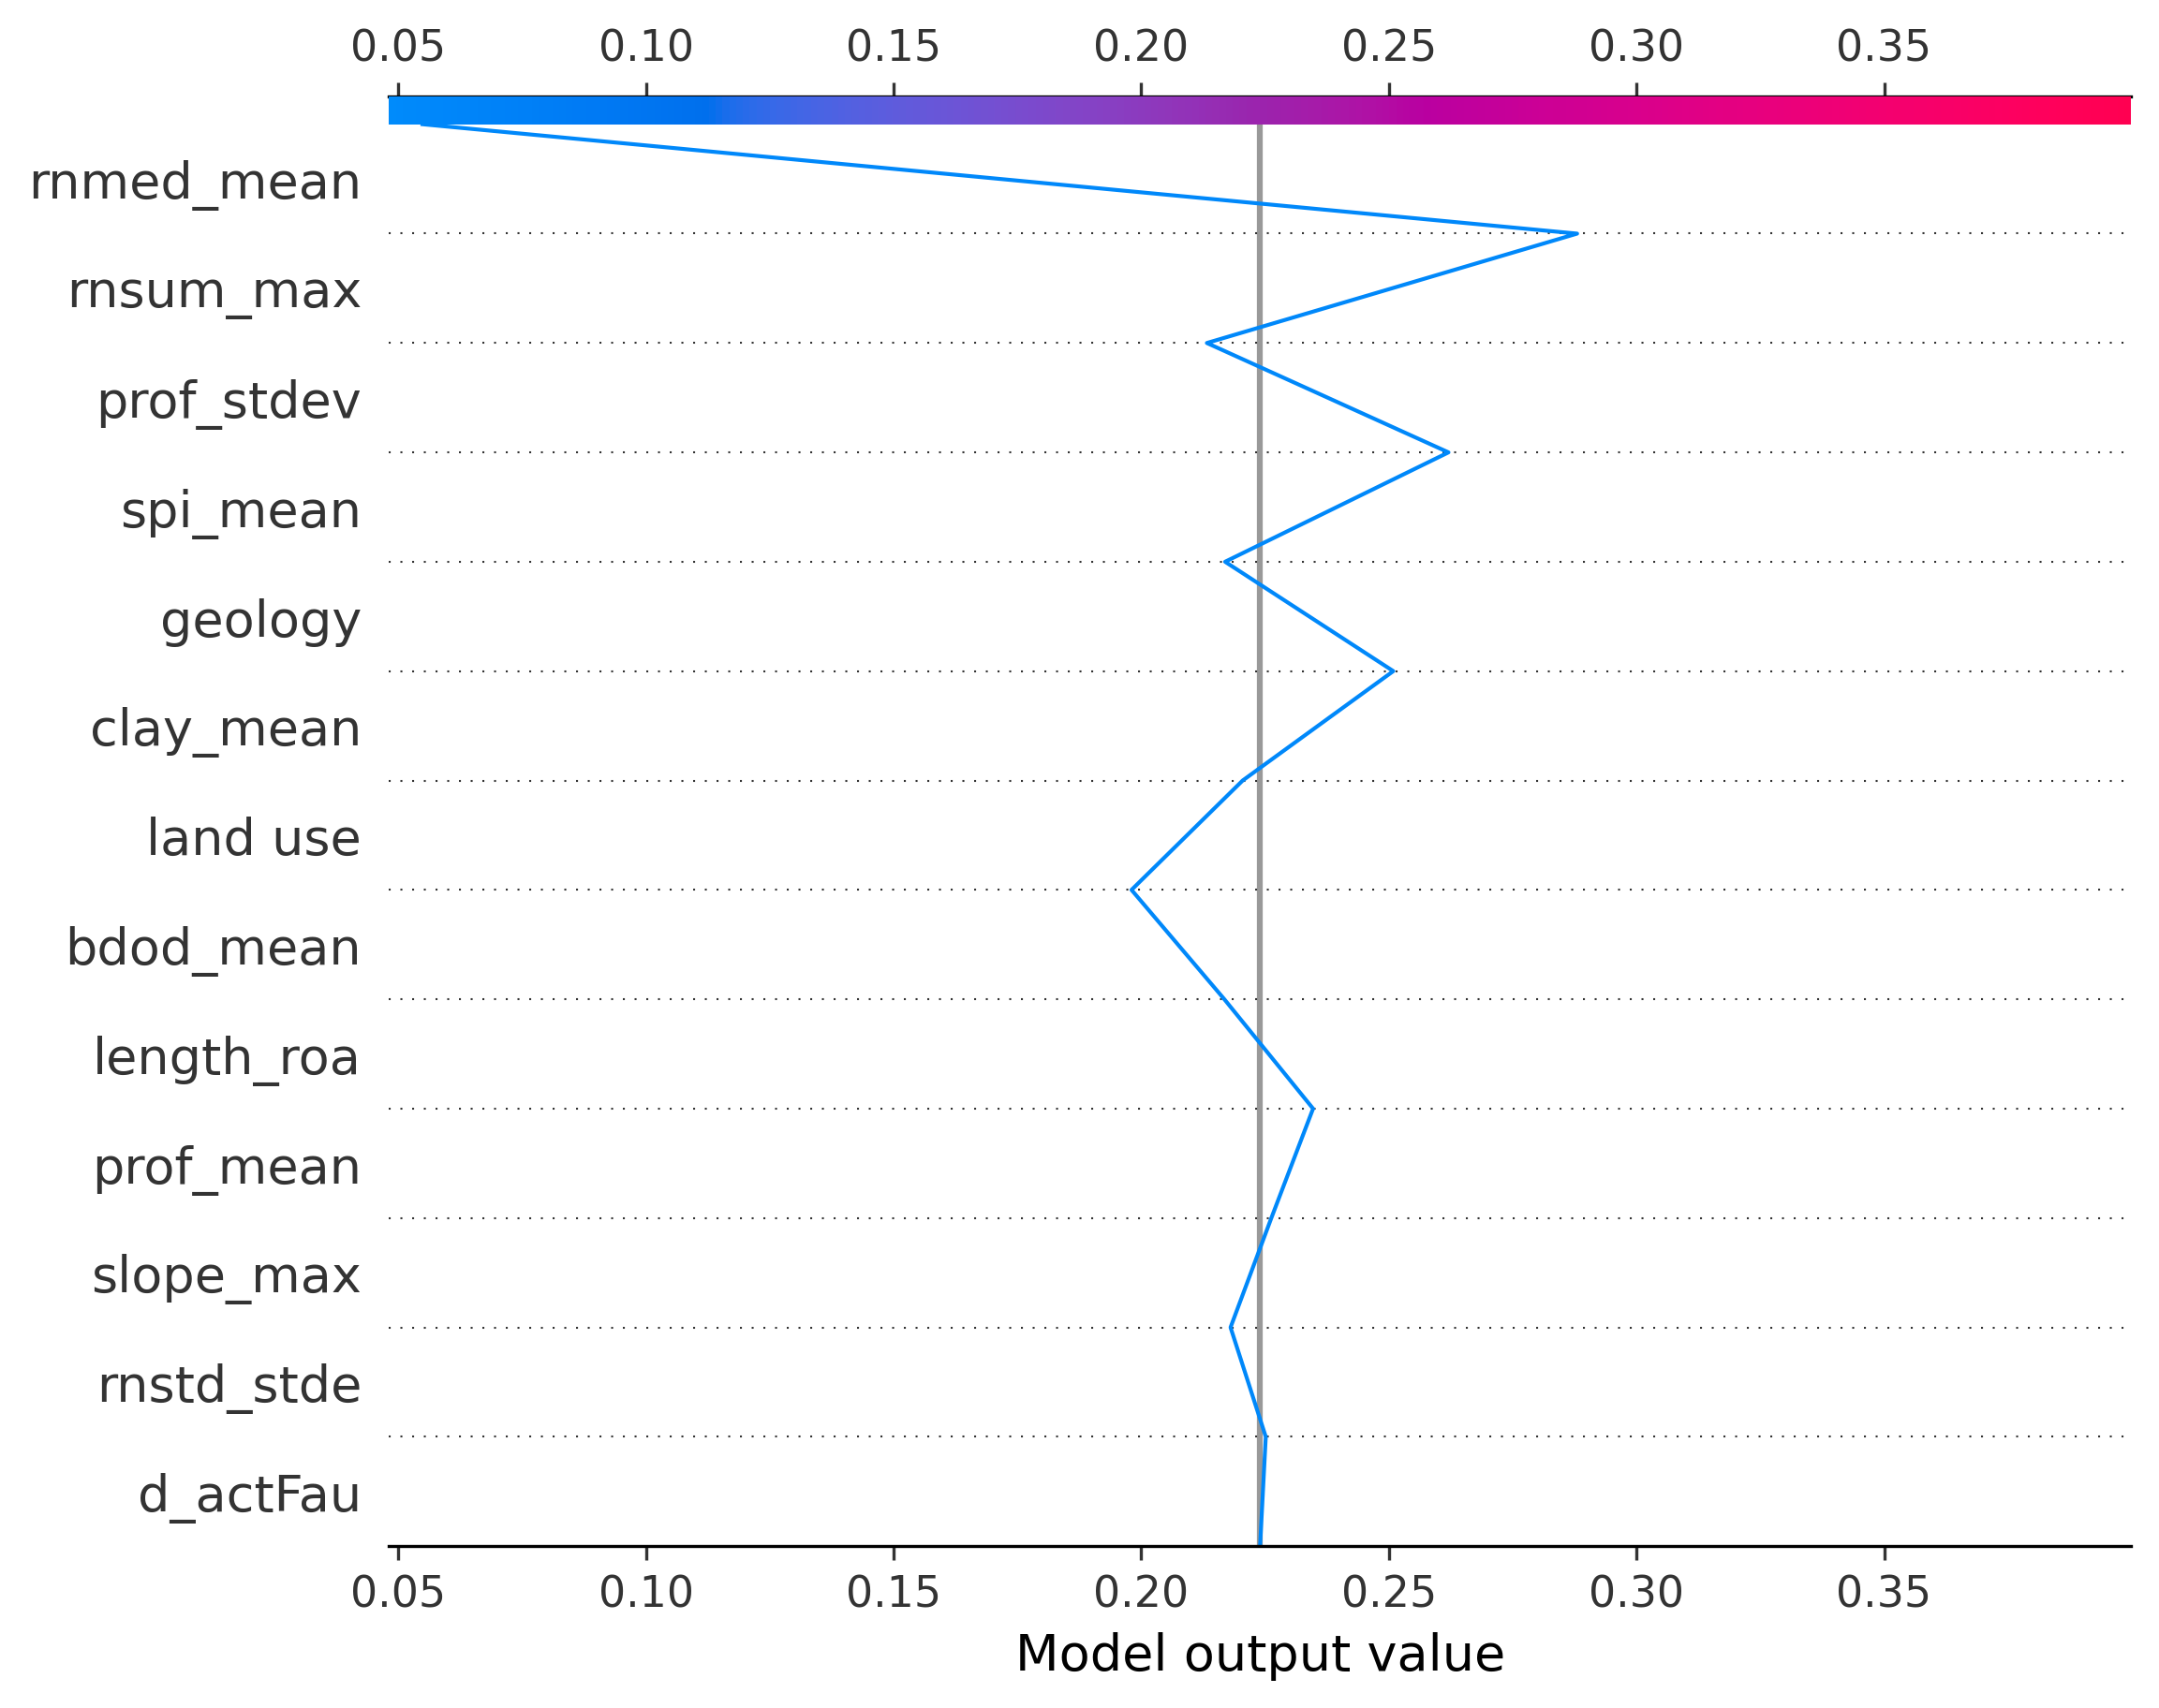 0.05 0.10 0.15 0.20 0.25 0.30 0.35
rnmed_mean
rnsum_max
prof_stdev
spi_mean
geology
clay_mean
land use
bdod_mean
length_roa
prof_mean
slope_max
rnstd_stde
d_actFau
0.05 0.10 0.15 0.20 0.25 0.30 0.35
Model output value